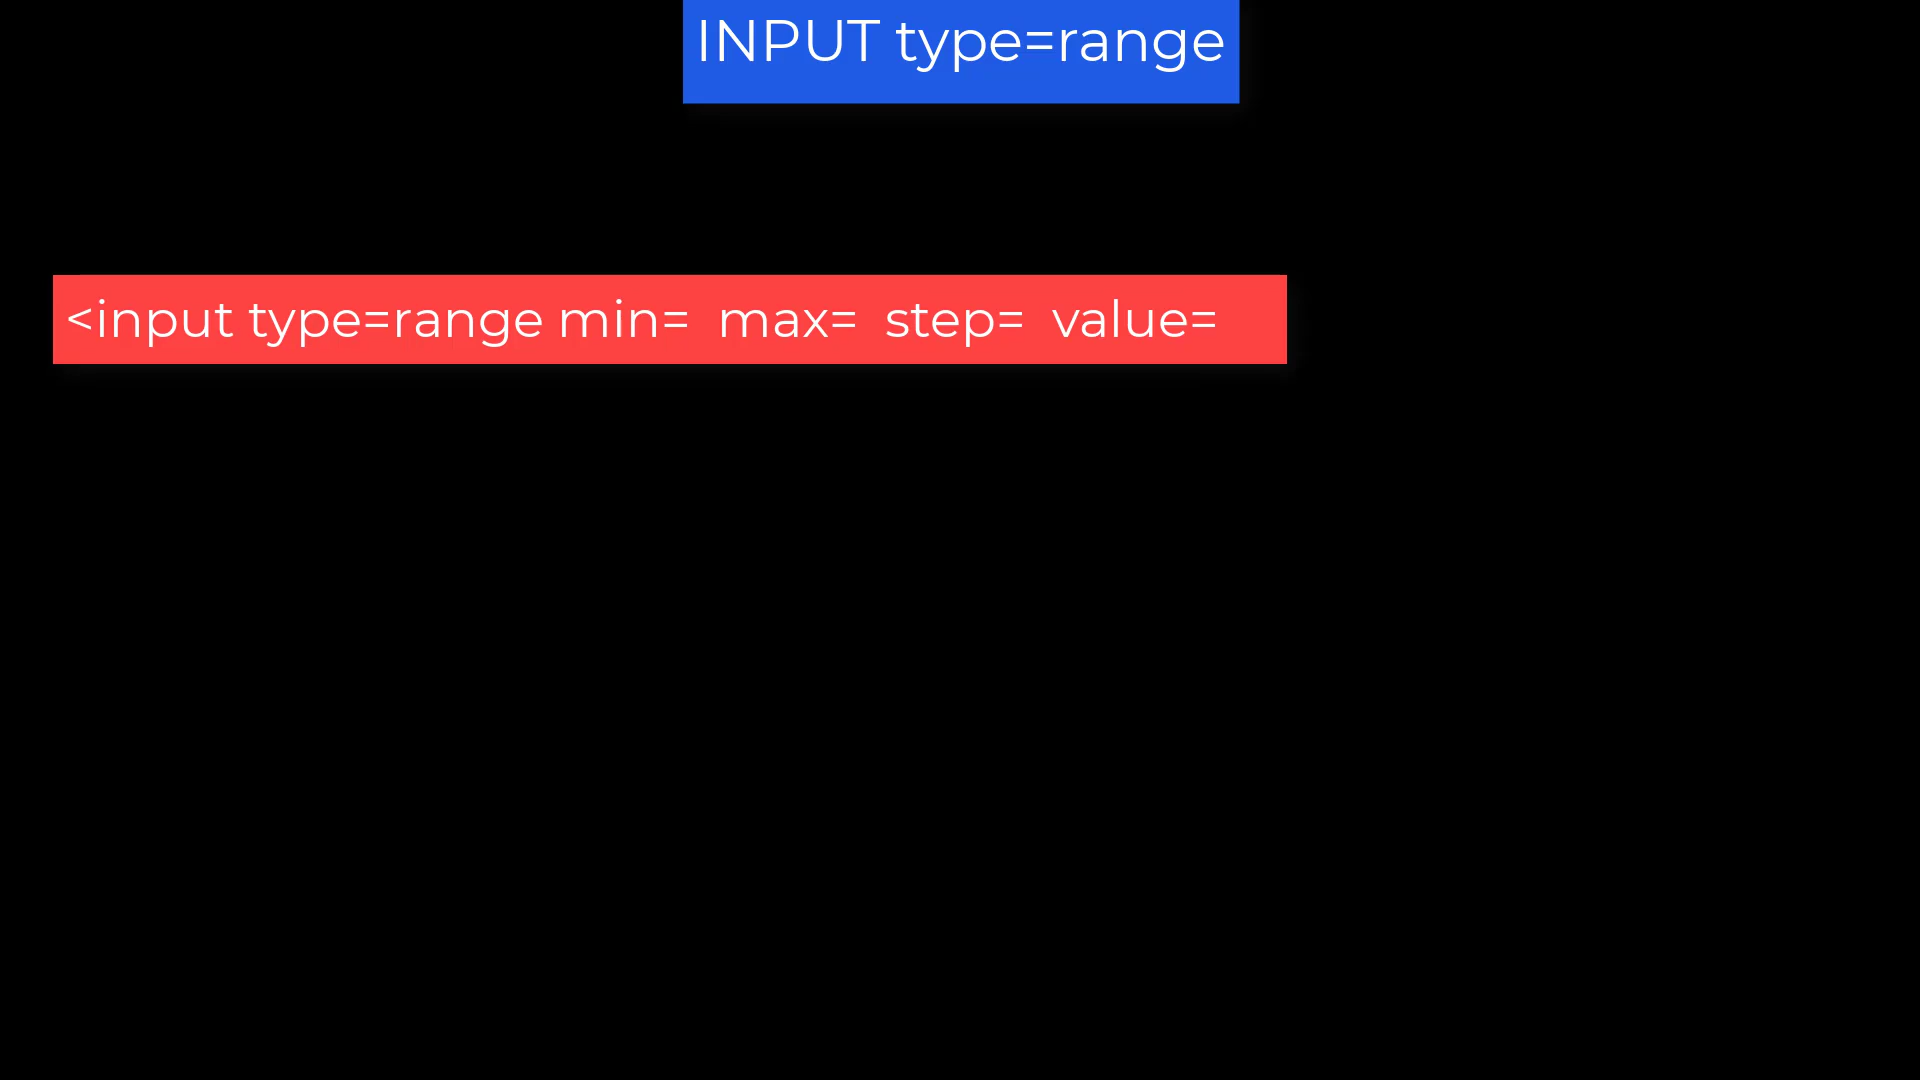 INPUT type=range
<input type=range min=  max=  step=  value=